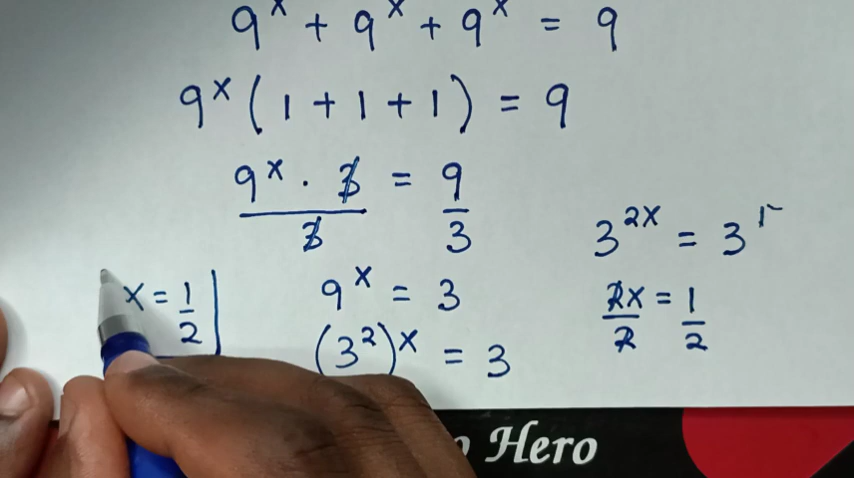 9^x + 9^x + 9^x = 9
9^x (1 + 1 + 1) = 9
9^x · 3 / 3 = 9 / 3
9^x = 3
(3^2)^x = 3
3^2x = 3^1
2x / 2 = 1 / 2
x = 1 / 2
Hero